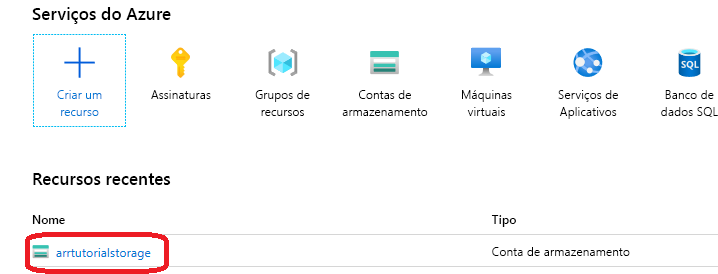 Serviços do Azure
Criar um recurso
Assinaturas
Grupos de recursos
Contas de armazenamento
Máquinas virtuais
Serviços de Aplicativos
SQL
Banco de dados SQL
Recursos recentes
Nome
Tipo
arrtutorialstorage
Conta de armazenamento